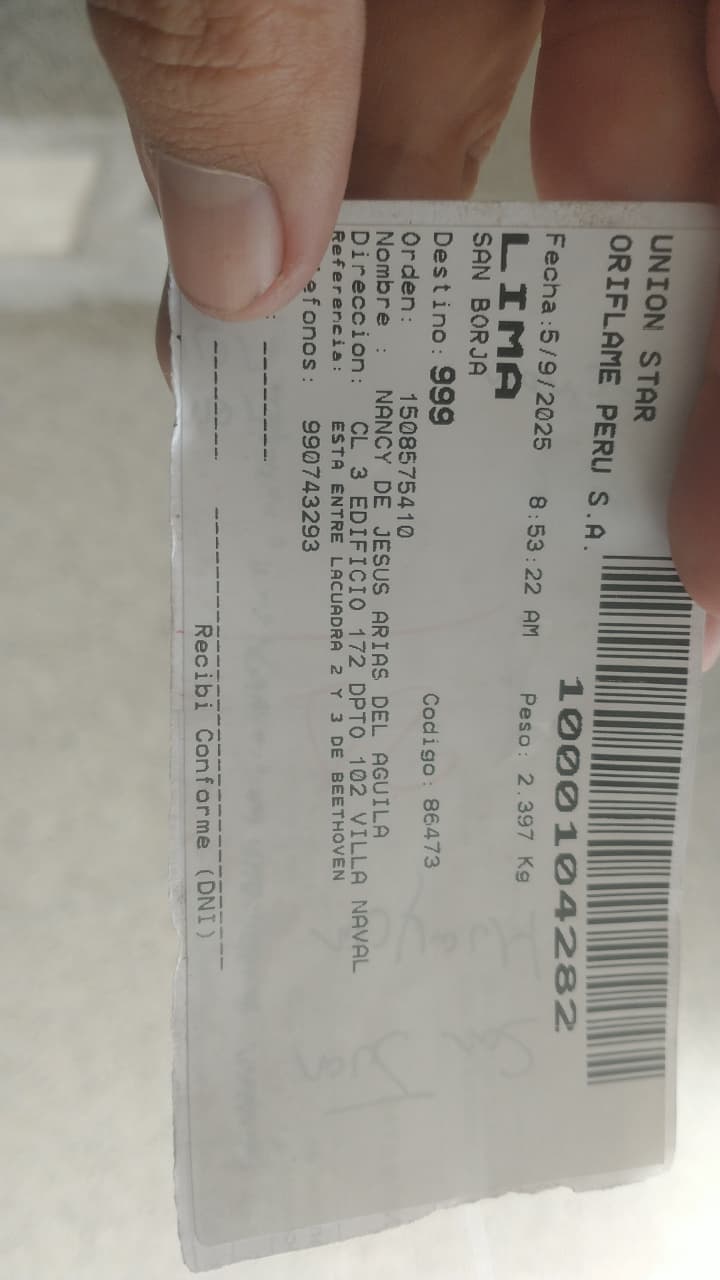 UNION STAR
ORIFLAME PERU S.A.
1000104282
Fecha:5/9/2025 8:53:22 AM Peso: 2.397 Kg
LIMA
SAN BORJA
Destino: 999 Codigo: 86473
Orden: 1508575410
Nombre : NANCY DE JESUS ARIAS DEL AGUILA
Direccion: CL 3 EDIFICIO 172 DPTO 102 VILLA NAVAL
Referencia: ESTA ENTRE LACUADRA 2 Y 3 DE BEETHOVEN
efonos: 990743293
Recibi Conforme (DNI)